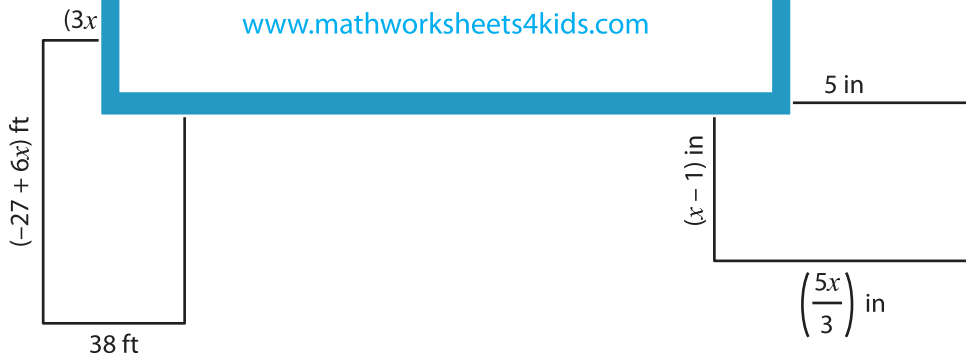 (3x
www.mathworksheets4kids.com
5 in
(−27 + 6x) ft
(x − 1) in
38 ft
(5x/3) in